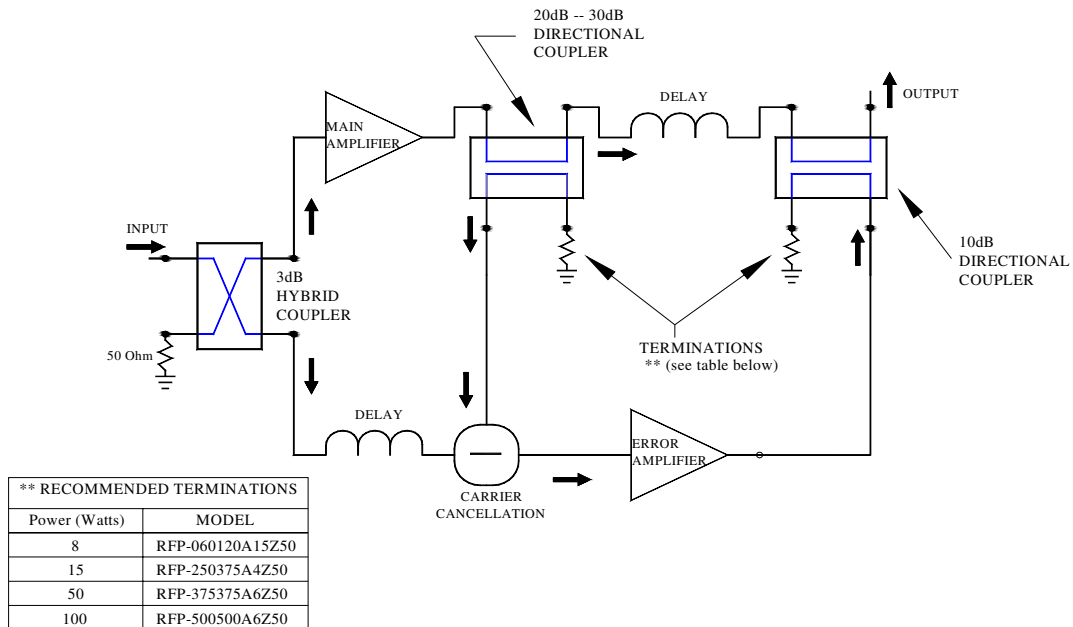 20dB -- 30dB
DIRECTIONAL
COUPLER
DELAY
OUTPUT
MAIN
AMPLIFIER
INPUT
3dB
HYBRID
COUPLER
10dB
DIRECTIONAL
COUPLER
50 Ohm
TERMINATIONS
** (see table below)
DELAY
ERROR
AMPLIFIER
CARRIER
CANCELLATION
** RECOMMENDED TERMINATIONS
Power (Watts) MODEL
8 RFP-060120A15Z50
15 RFP-250375A4Z50
50 RFP-375375A6Z50
100 RFP-500500A6Z50